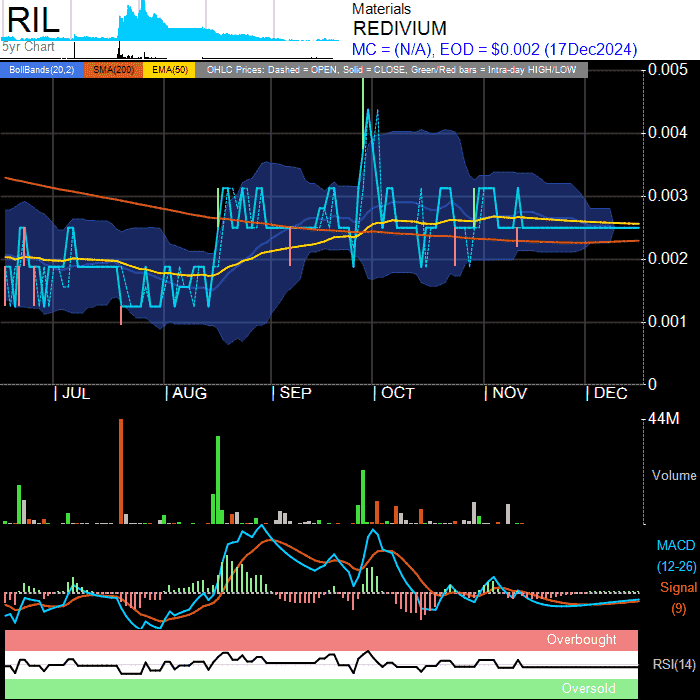 RIL
5yr Chart
Materials
REDIVIUM
MC = (N/A), EOD = $0.002 (17Dec2024)
BollBands(20,2) SMA(200) EMA(50) OHLC Prices: Dashed = OPEN, Solid = CLOSE, Green/Red bars = Intra-day HIGH/LOW
0.005
0.004
0.003
0.002
0.001
0
| JUL | AUG | SEP | OCT | NOV | DEC
44M
Volume
MACD
(12-26)
Signal
(9)
Overbought
RSI(14)
Oversold